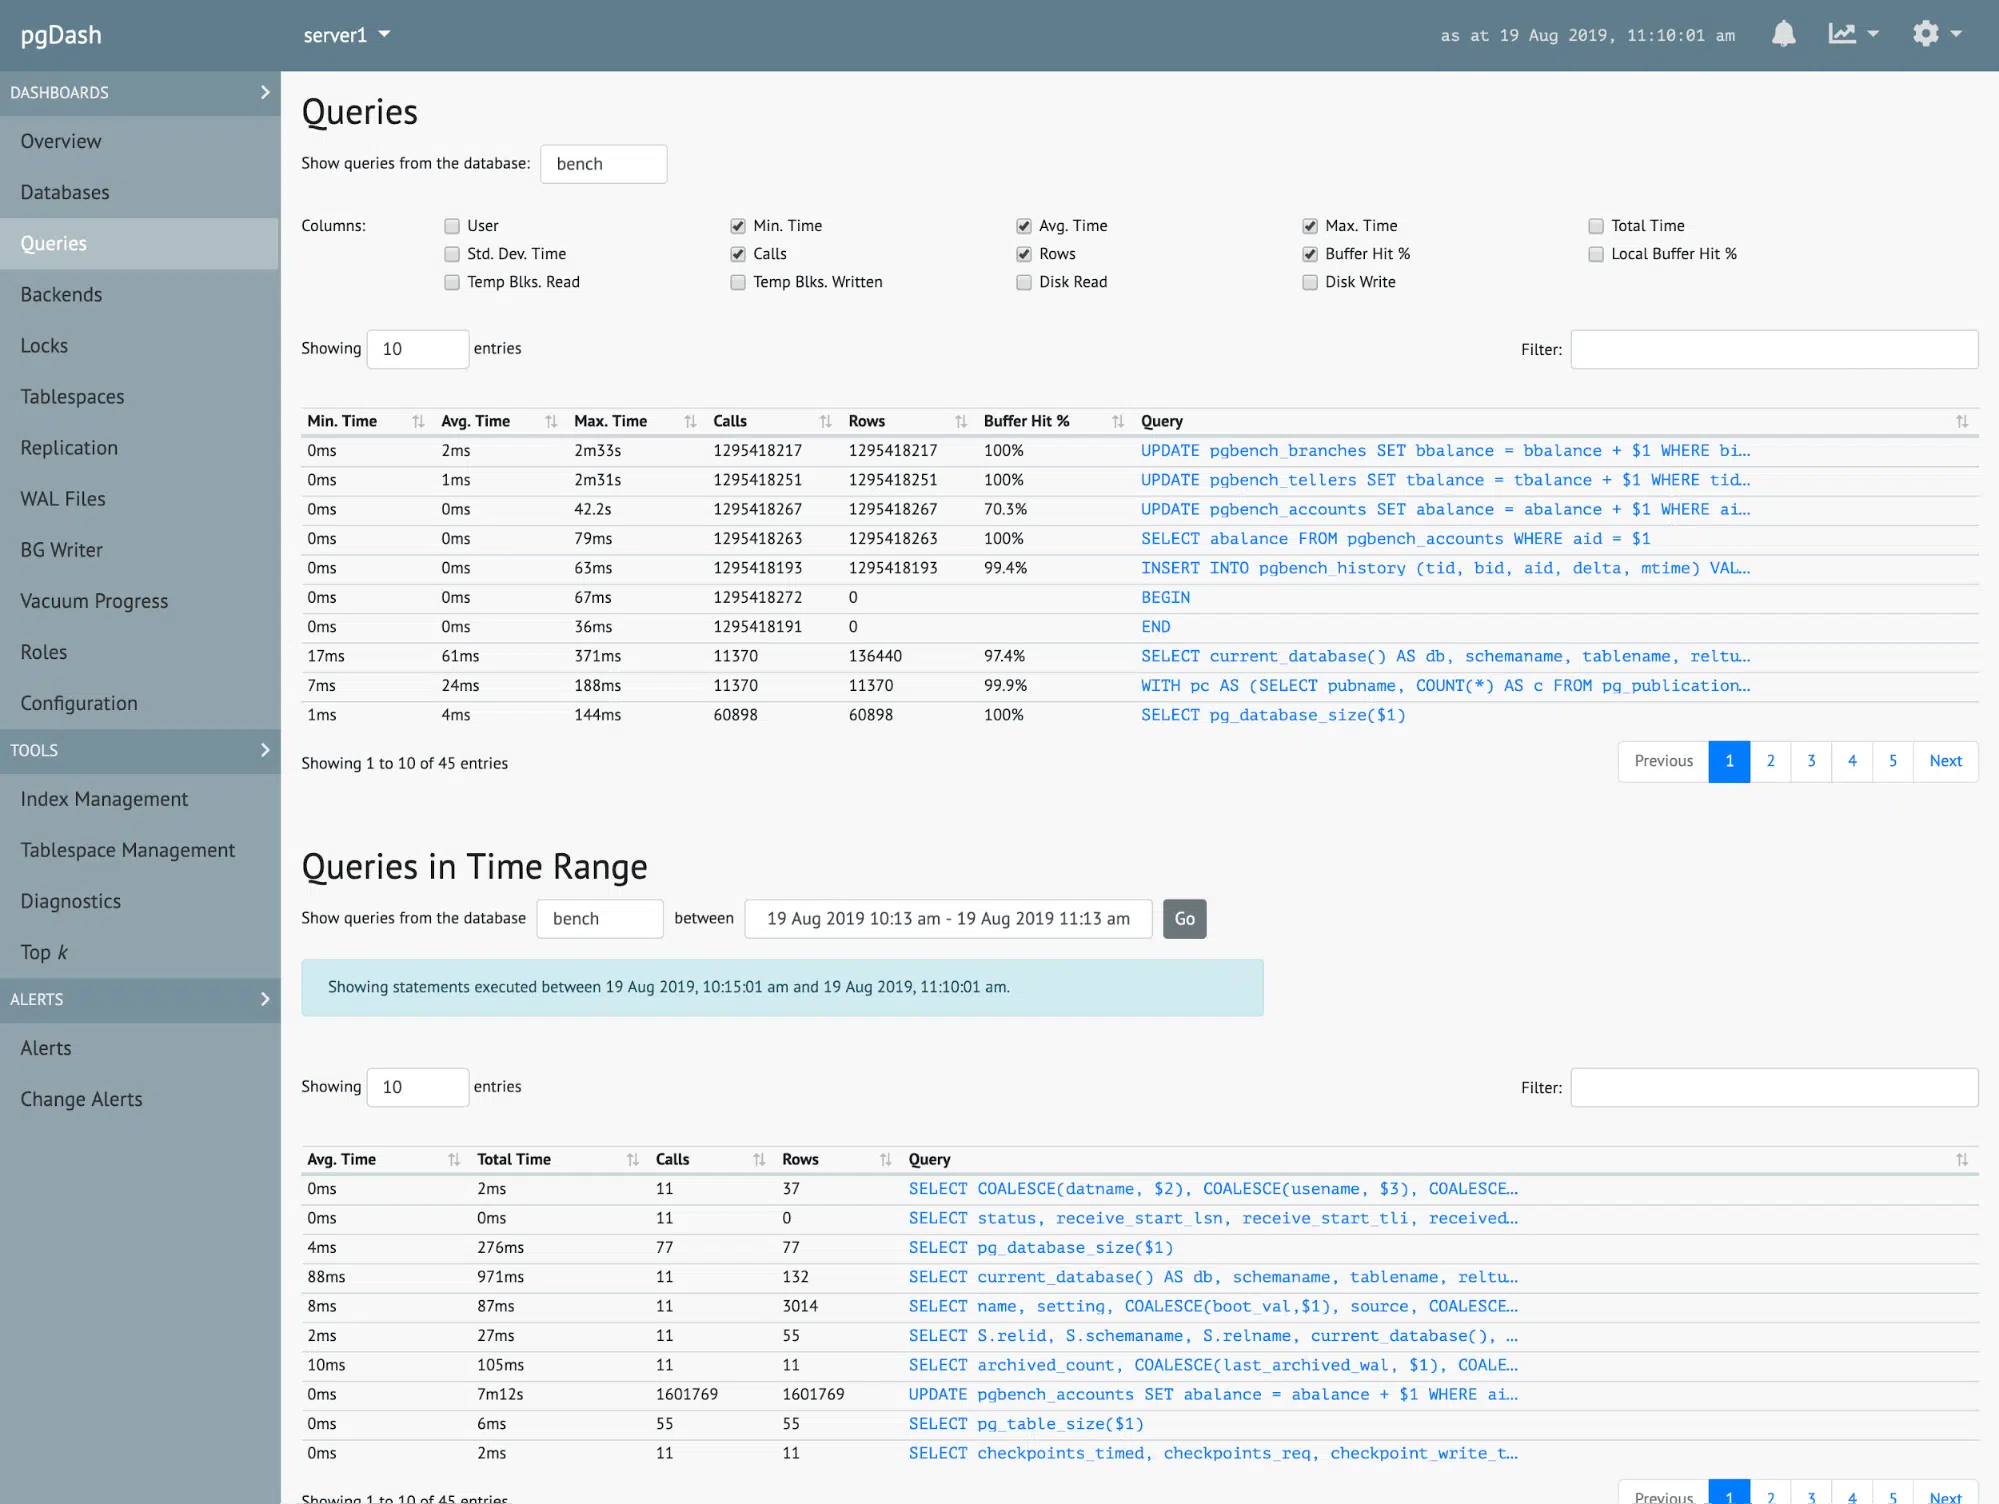 pgDash
server1
as at 19 Aug 2019, 11:10:01 am
DASHBOARDS
Overview
Databases
Queries
Backends
Locks
Tablespaces
Replication
WAL Files
BG Writer
Vacuum Progress
Roles
Configuration
TOOLS
Index Management
Tablespace Management
Diagnostics
Top k
ALERTS
Alerts
Change Alerts
Queries
Show queries from the database: bench
Columns: User Min. Time Avg. Time Max. Time Total Time
Std. Dev. Time Calls Rows Buffer Hit % Local Buffer Hit %
Temp Blks. Read Temp Blks. Written Disk Read Disk Write
Showing 10 entries Filter:
Min. Time Avg. Time Max. Time Calls Rows Buffer Hit % Query
0ms 2ms 2m33s 1295418217 1295418217 100% UPDATE pgbench_branches SET bbalance = bbalance + $1 WHERE bi...
0ms 1ms 2m31s 1295418251 1295418251 100% UPDATE pgbench_tellers SET tbalance = tbalance + $1 WHERE tid...
0ms 0ms 42.2s 1295418267 1295418267 70.3% UPDATE pgbench_accounts SET abalance = abalance + $1 WHERE ai...
0ms 0ms 79ms 1295418263 1295418263 100% SELECT abalance FROM pgbench_accounts WHERE aid = $1
0ms 0ms 63ms 1295418193 1295418193 99.4% INSERT INTO pgbench_history (tid, bid, aid, delta, mtime) VAL...
0ms 0ms 67ms 1295418272 0 BEGIN
0ms 0ms 36ms 1295418191 0 END
17ms 61ms 371ms 11370 136440 97.4% SELECT current_database() AS db, schemaname, tablename, reltu...
7ms 24ms 188ms 11370 11370 99.9% WITH pc AS (SELECT pubname, COUNT(*) AS c FROM pg_publication...
1ms 4ms 144ms 60898 60898 100% SELECT pg_database_size($1)
Showing 1 to 10 of 45 entries Previous 1 2 3 4 5 Next
Queries in Time Range
Show queries from the database bench between 19 Aug 2019 10:13 am - 19 Aug 2019 11:13 am Go
Showing statements executed between 19 Aug 2019, 10:15:01 am and 19 Aug 2019, 11:10:01 am.
Showing 10 entries Filter:
Avg. Time Total Time Calls Rows Query
0ms 2ms 11 37 SELECT COALESCE(datname, $2), COALESCE(usename, $3), COALESCE...
0ms 0ms 11 0 SELECT status, receive_start_lsn, receive_start_tli, received...
4ms 276ms 77 77 SELECT pg_database_size($1)
88ms 971ms 11 132 SELECT current_database() AS db, schemaname, tablename, reltu...
8ms 87ms 11 3014 SELECT name, setting, COALESCE(boot_val,$1), source, COALESCE...
2ms 27ms 11 55 SELECT S.relid, S.schemaname, S.relname, current_database(), ...
10ms 105ms 11 11 SELECT archived_count, COALESCE(last_archived_wal, $1), COALE...
0ms 7m12s 1601769 1601769 UPDATE pgbench_accounts SET abalance = abalance + $1 WHERE ai...
0ms 6ms 55 55 SELECT pg_table_size($1)
0ms 2ms 11 11 SELECT checkpoints_timed, checkpoints_req, checkpoint_write_t...
Showing 1 to 10 of 45 entries Previous 1 2 3 4 5 Next